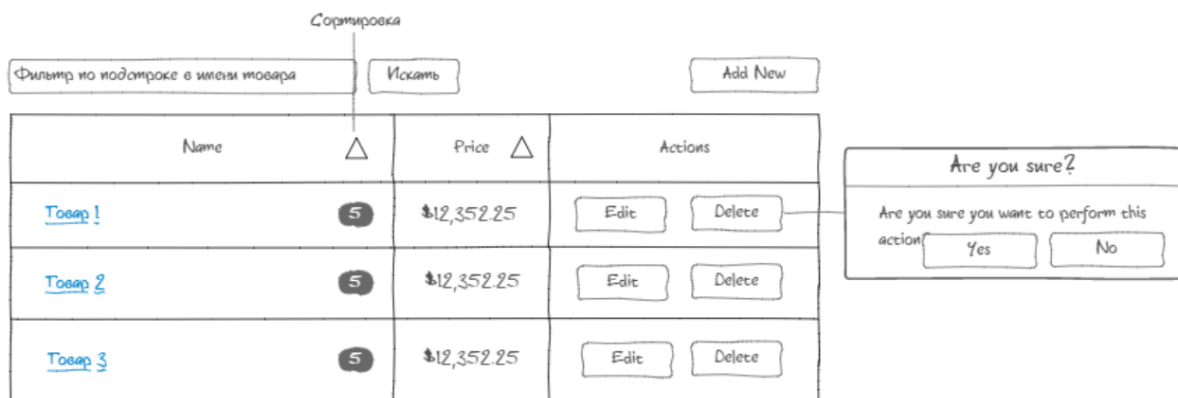 Сортировка
Фильтр по подстроке в имени товара Искать Add New
Name Price Actions
Товар 1 5 $12,352.25 Edit Delete
Товар 2 5 $12,352.25 Edit Delete
Товар 3 5 $12,352.25 Edit Delete
Are you sure?
Are you sure you want to perform this
action
Yes No